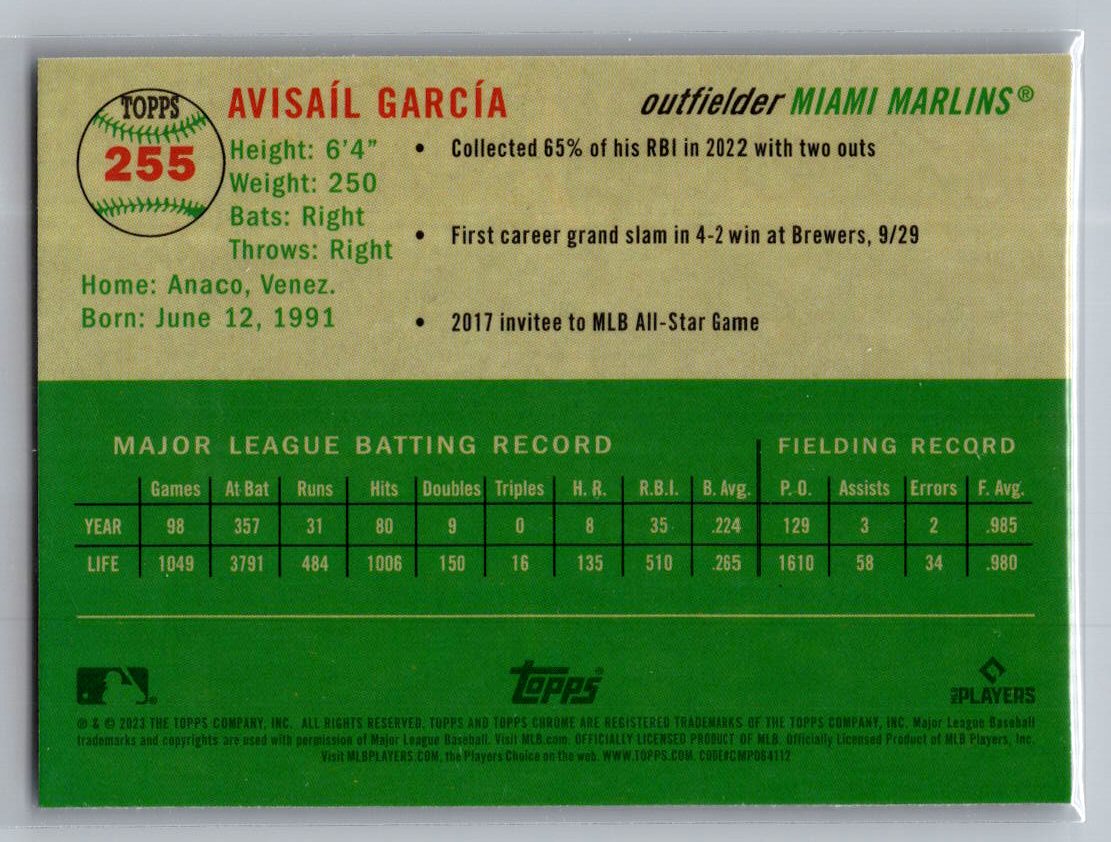 TOPPS
255
AVISAÍL GARCÍA
outfielder MIAMI MARLINS®
Height: 6'4"
Weight: 250
Bats: Right
Throws: Right
Home: Anaco, Venez.
Born: June 12, 1991
• Collected 65% of his RBI in 2022 with two outs
• First career grand slam in 4-2 win at Brewers, 9/29
• 2017 invitee to MLB All-Star Game
MAJOR LEAGUE BATTING RECORD FIELDING RECORD
Games At Bat Runs Hits Doubles Triples H. R. R.B.I. B. Avg. P. O. Assists Errors F. Avg.
YEAR 98 357 31 80 9 0 8 35 .224 129 3 2 .985
LIFE 1049 3791 484 1006 150 16 135 510 .265 1610 58 34 .980
topps
PLAYERS
® & © 2023 THE TOPPS COMPANY, INC. ALL RIGHTS RESERVED. TOPPS AND TOPPS CHROME ARE REGISTERED TRADEMARKS OF THE TOPPS COMPANY, INC. Major League Baseball
trademarks and copyrights are used with permission of Major League Baseball. Visit MLB.com. OFFICIALLY LICENSED PRODUCT OF MLB. Officially Licensed Product of MLB Players, Inc.
Visit MLBPLAYERS.COM, the Players Choice on the web. WWW.TOPPS.COM. CODE#CMP064112